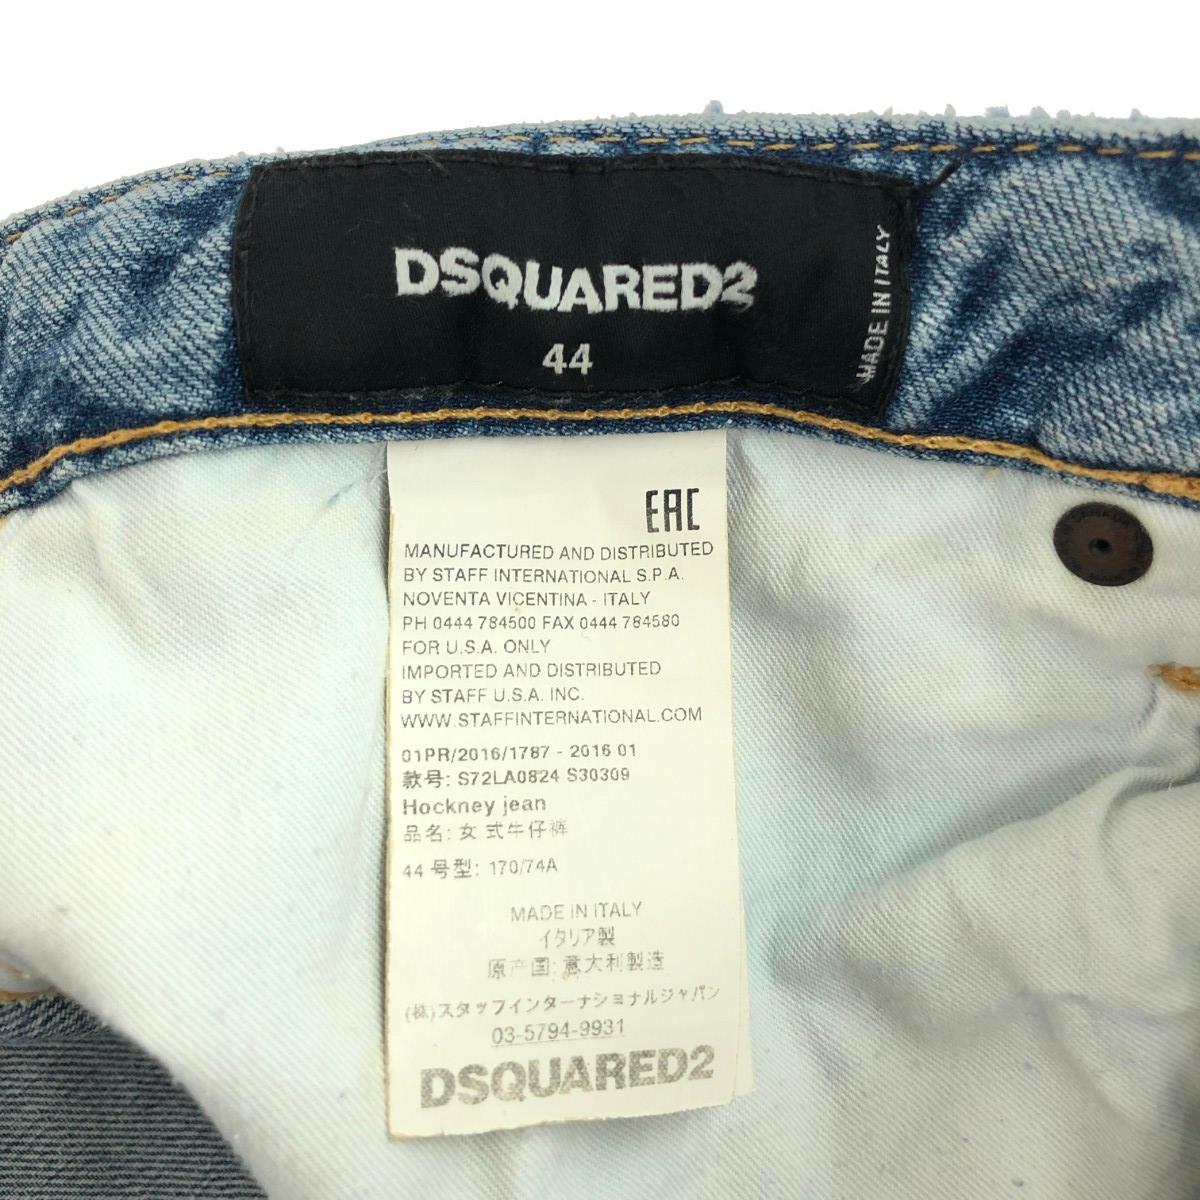 DSQUARED2
44
MADE IN ITALY
EAC
MANUFACTURED AND DISTRIBUTED
BY STAFF INTERNATIONAL S.P.A.
NOVENTA VICENTINA - ITALY
PH 0444 784500 FAX 0444 784580
FOR U.S.A. ONLY
IMPORTED AND DISTRIBUTED
BY STAFF U.S.A. INC.
WWW.STAFFINTERNATIONAL.COM
01PR/2016/1787 - 2016 01
款号: S72LA0824 S30309
Hockney jean
品名: 女 式牛仔裤
44 号型: 170/74A
MADE IN ITALY
イタリア製
原产国: 意大利製造
(株)スタッフインターナショナルジャパン
03-5794-9931
DSQUARED2